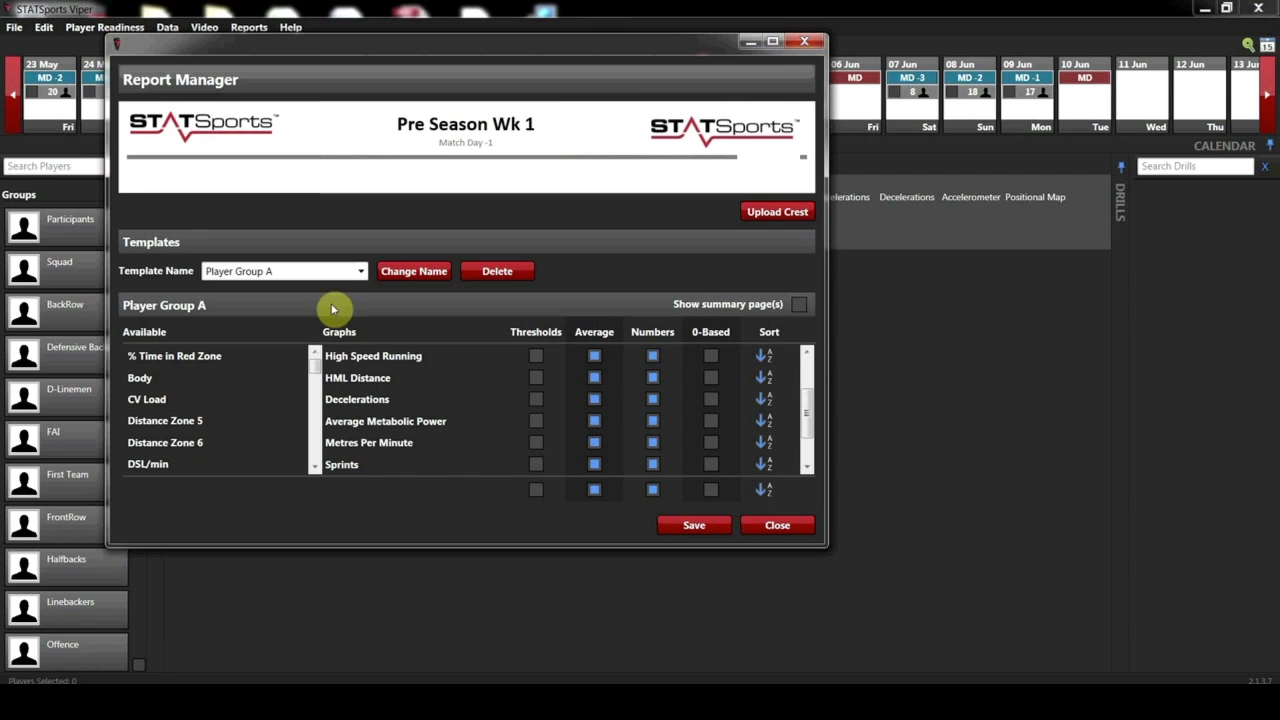 STATSports Viper
File Edit Player Readiness Data Video Reports Help
15
23 May 24 M 06 Jun 07 Jun 08 Jun 09 Jun 10 Jun 11 Jun 12 Jun 13 Jun
MD -2 MD MD -3 MD -2 MD -1 MD
20 8 18 17
Fri Fri Sat Sun Mon Tue Wed Thu
CALENDAR
Search Players
Search Drills X
Groups
Participants
Squad
BackRow
Defensive Bac
D-Linemen
FAI
First Team
FrontRow
Halfbacks
Linebackers
Offence
Report Manager
STATSports Pre Season Wk 1 STATSports
Match Day -1
Upload Crest
Templates
Template Name Player Group A Change Name Delete
Player Group A Show summary page(s)
Available Graphs Thresholds Average Numbers 0-Based Sort
% Time in Red Zone High Speed Running
Body HML Distance
CV Load Decelerations
Distance Zone 5 Average Metabolic Power
Distance Zone 6 Metres Per Minute
DSL/min Sprints
Save Close
elerations Decelerations Accelerometer Positional Map
DRILLS
Players Selected: 0
2.1.3.7